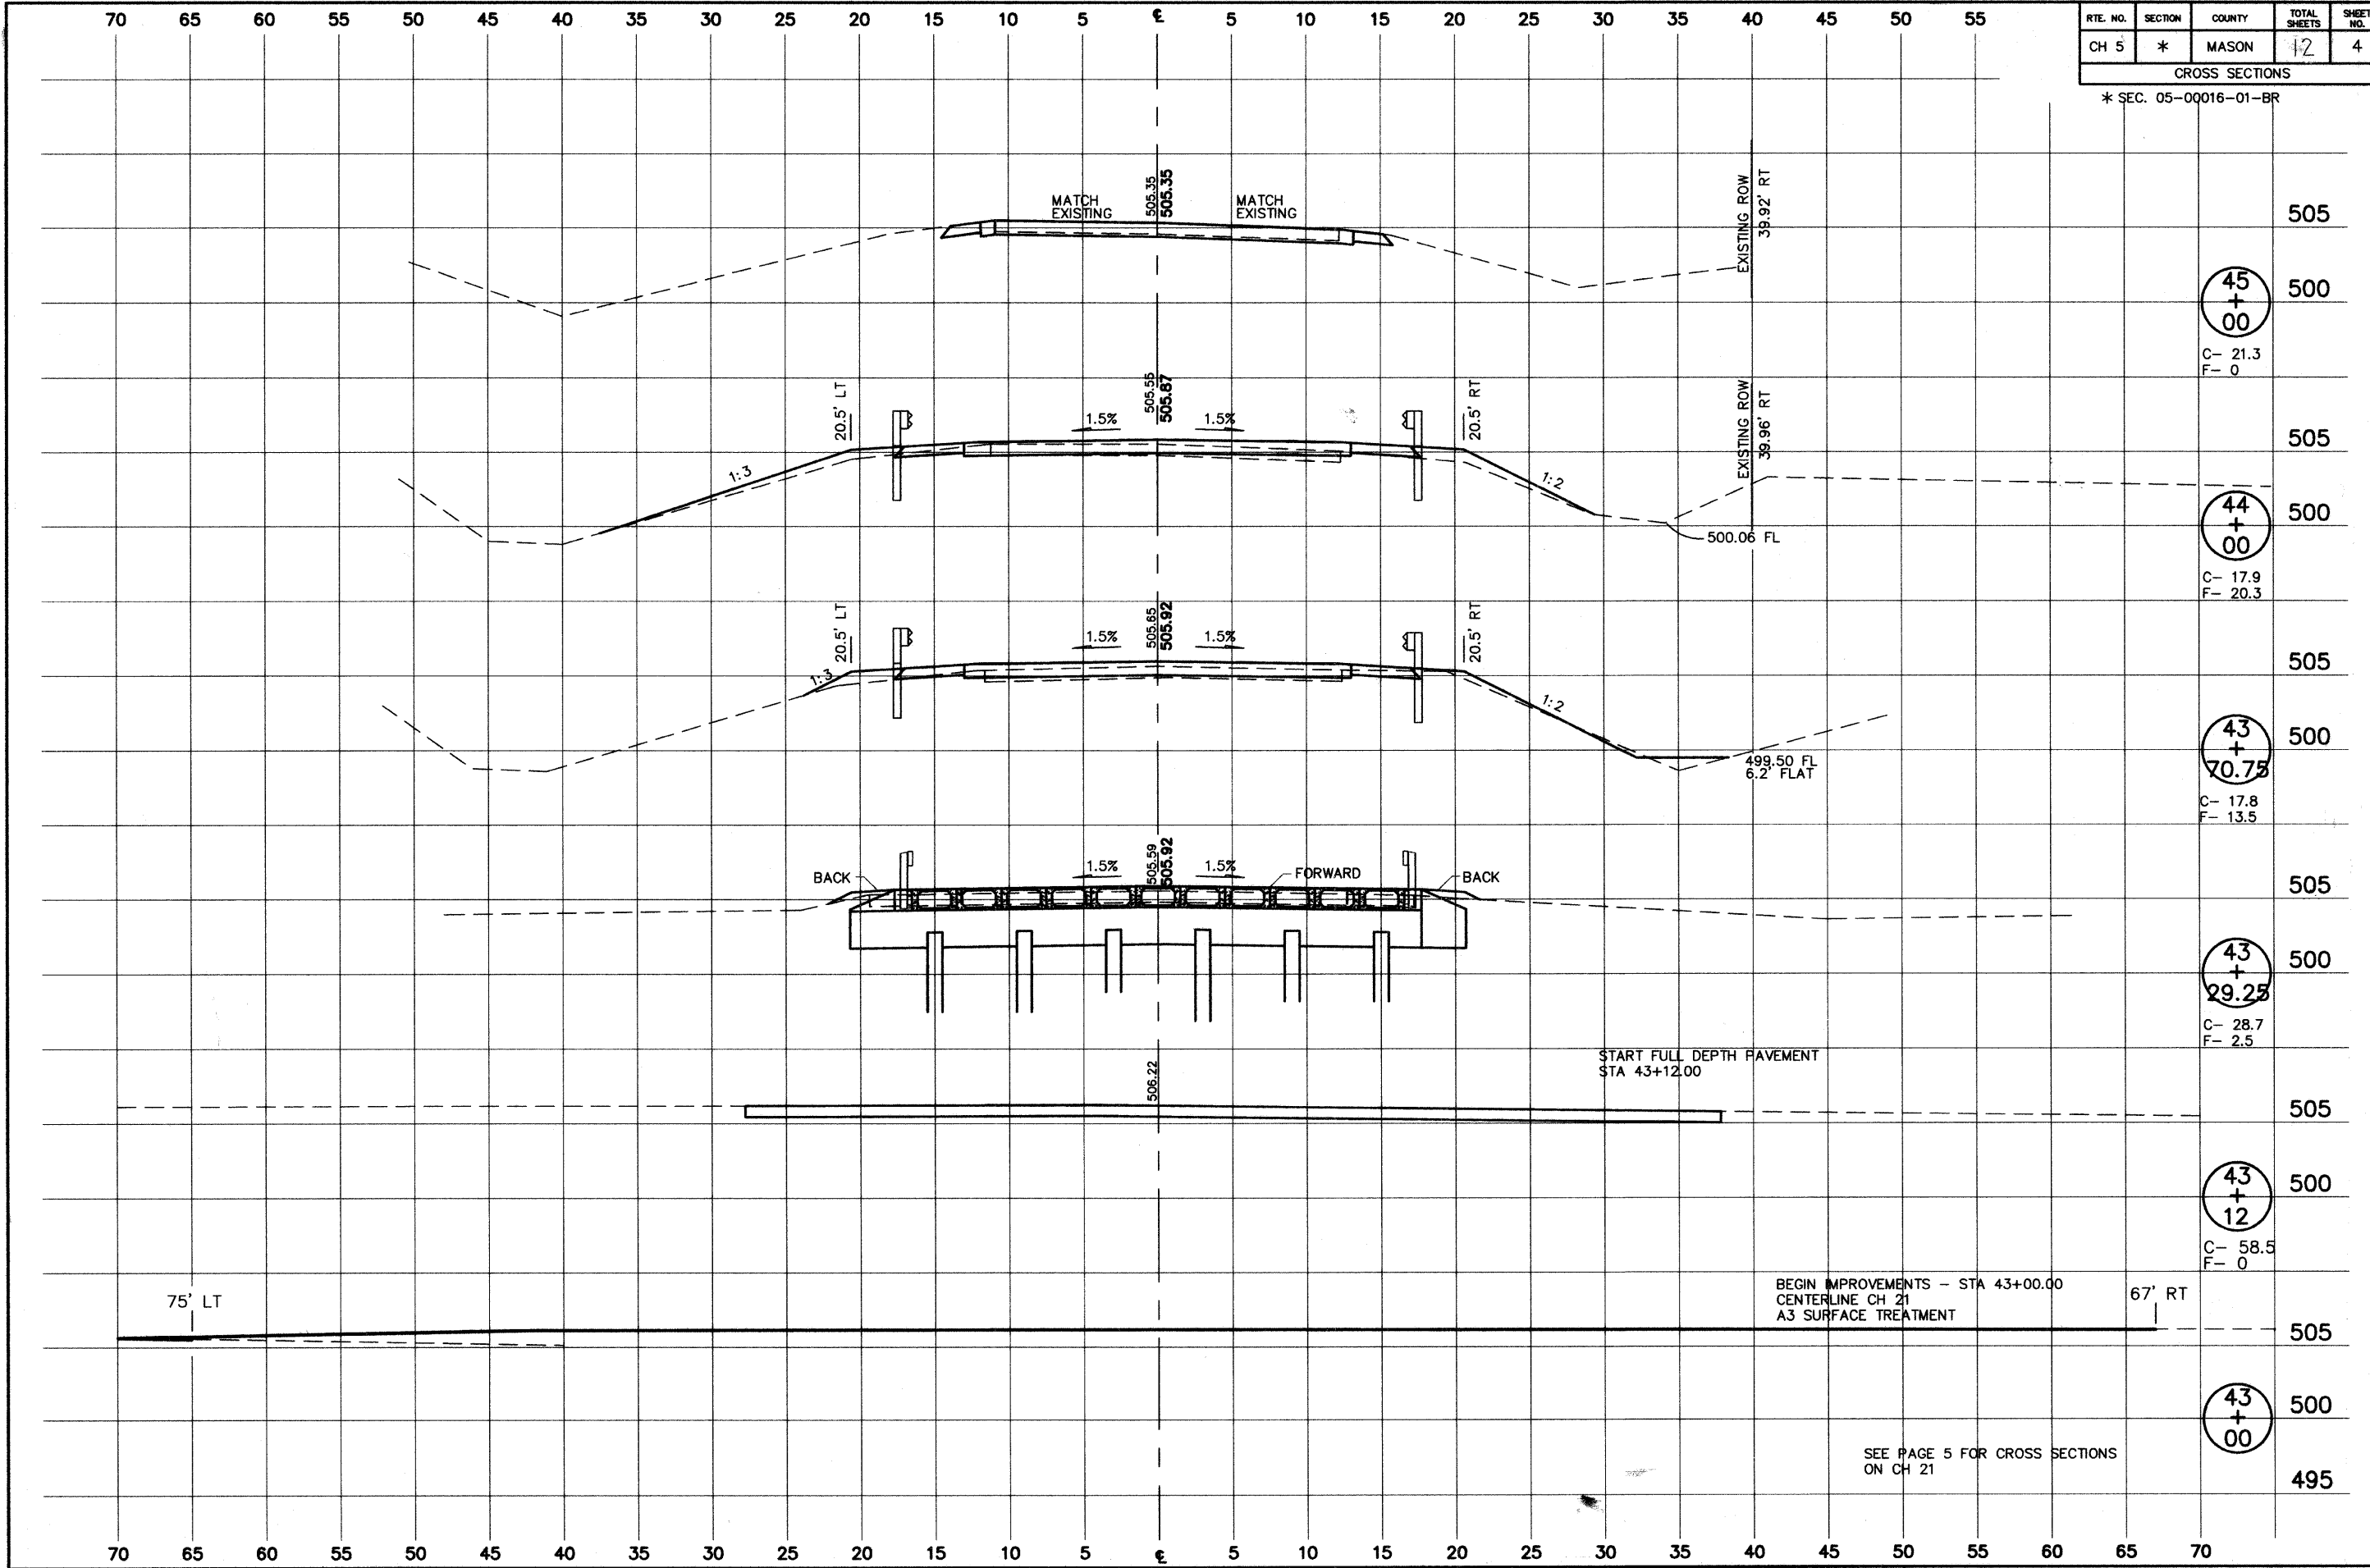 70 65 60 55 50 45 40 35 30 25 20 15 10 5 ℄ 5 10 15 20 25 30 35 40 45 50 55
RTE. NO. SECTION COUNTY TOTAL SHEETS SHEET NO.
CH 5 * MASON 12 4
CROSS SECTIONS
* SEC. 05-00016-01-BR
MATCH
EXISTING
505.35
505.35
MATCH
EXISTING
EXISTING ROW
39.92' RT
505
45
+
00
500
C- 21.3
F- 0
20.5' LT
1.5%
505.55
505.87
1.5%
20.5' RT
EXISTING ROW
39.96' RT
505
1:3
1:2
500.06 FL
44
+
00
500
C- 17.9
F- 20.3
20.5' LT
1.5%
505.65
505.92
1.5%
20.5' RT
505
1:3
1:2
499.50 FL
6.2' FLAT
43
+
70.75
500
C- 17.8
F- 13.5
BACK
1.5%
505.59
505.92
1.5%
FORWARD
BACK
505
43
+
29.25
500
C- 28.7
F- 2.5
START FULL DEPTH PAVEMENT
STA 43+12.00
506.22
505
43
+
12
500
C- 58.5
F- 0
75' LT
BEGIN IMPROVEMENTS - STA 43+00.00
CENTERLINE CH 21
A3 SURFACE TREATMENT
67' RT
505
43
+
00
500
SEE PAGE 5 FOR CROSS SECTIONS
ON CH 21
495
70 65 60 55 50 45 40 35 30 25 20 15 10 5 ℄ 5 10 15 20 25 30 35 40 45 50 55 60 65 70